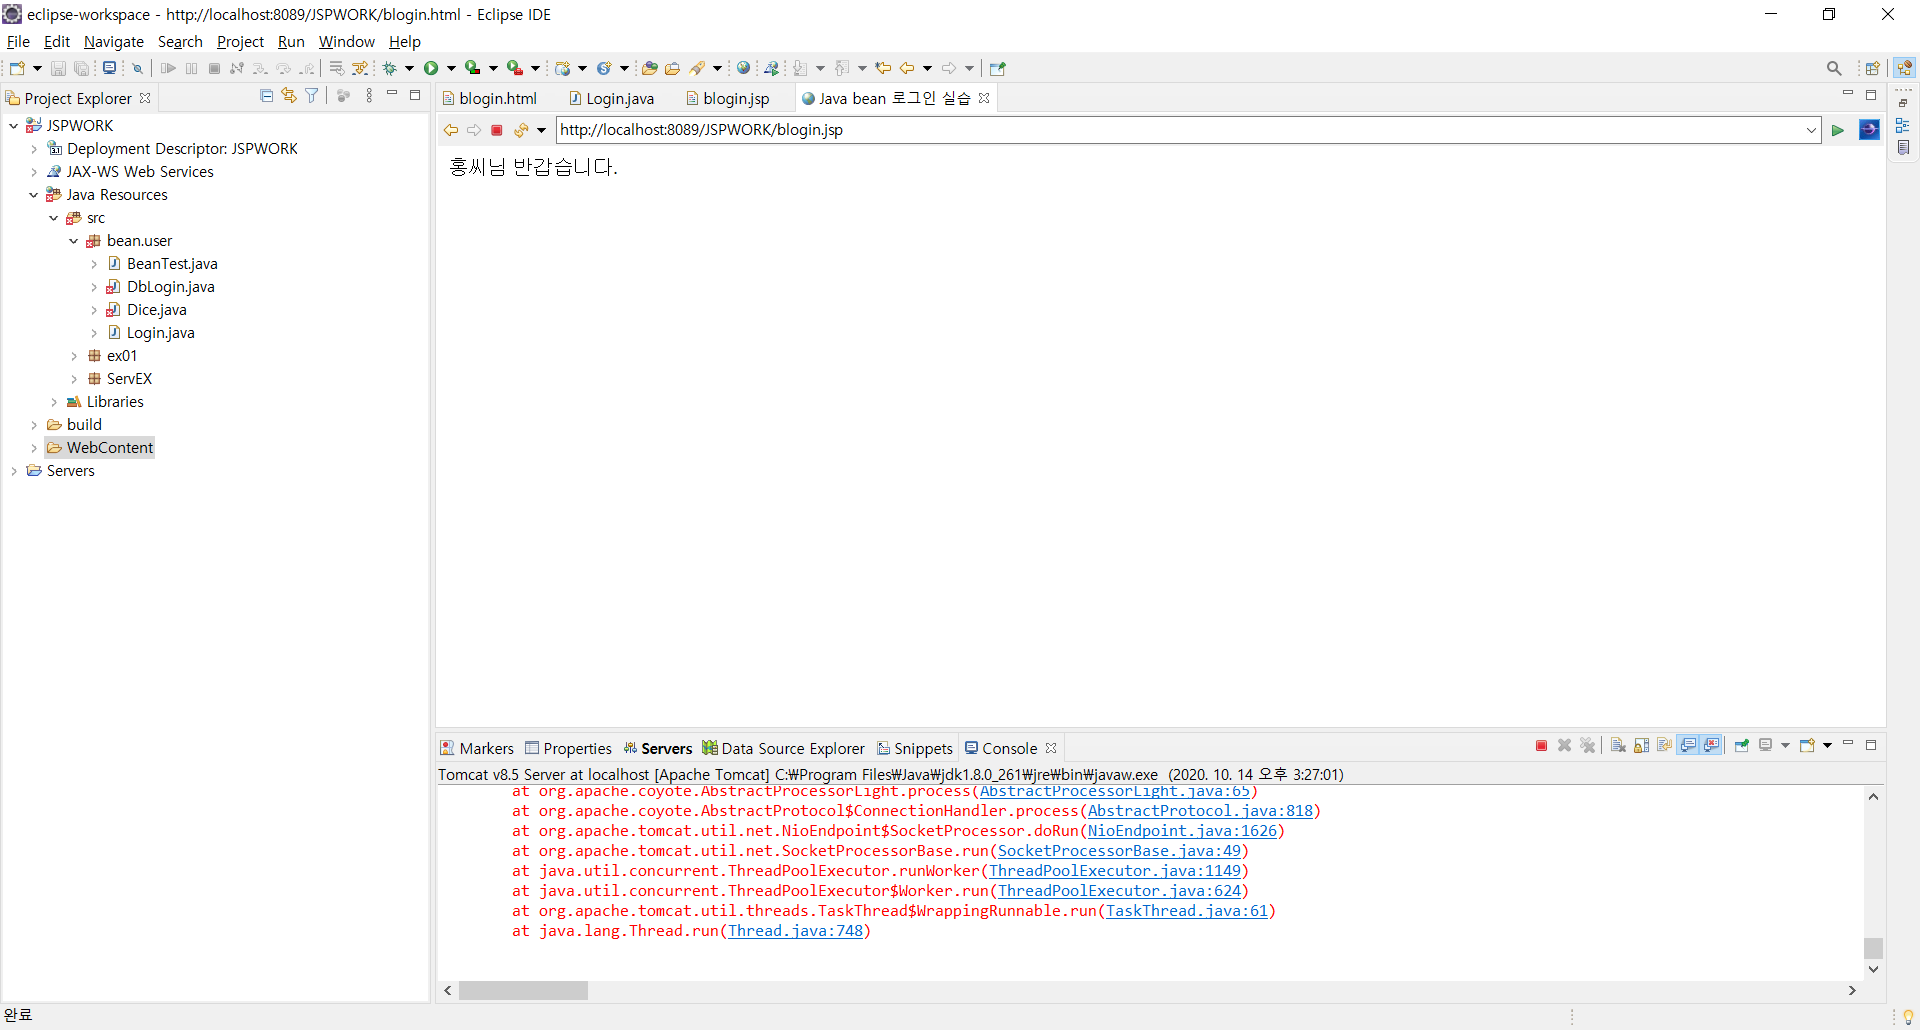 eclipse-workspace - http://localhost:8089/JSPWORK/blogin.html - Eclipse IDE
File Edit Navigate Search Project Run Window Help
Project Explorer
JSPWORK
Deployment Descriptor: JSPWORK
JAX-WS Web Services
Java Resources
src
bean.user
BeanTest.java
DbLogin.java
Dice.java
Login.java
ex01
ServEX
Libraries
build
WebContent
Servers
blogin.html Login.java blogin.jsp Java bean 로그인 실습
http://localhost:8089/JSPWORK/blogin.jsp
홍씨님 반갑습니다.
Markers Properties Servers Data Source Explorer Snippets Console
Tomcat v8.5 Server at localhost [Apache Tomcat] C:₩Program Files₩Java₩jdk1.8.0_261₩jre₩bin₩javaw.exe (2020. 10. 14 오후 3:27:01)
at org.apache.coyote.AbstractProcessorLight.process(AbstractProcessorLight.java:65)
at org.apache.coyote.AbstractProtocol$ConnectionHandler.process(AbstractProtocol.java:818)
at org.apache.tomcat.util.net.NioEndpoint$SocketProcessor.doRun(NioEndpoint.java:1626)
at org.apache.tomcat.util.net.SocketProcessorBase.run(SocketProcessorBase.java:49)
at java.util.concurrent.ThreadPoolExecutor.runWorker(ThreadPoolExecutor.java:1149)
at java.util.concurrent.ThreadPoolExecutor$Worker.run(ThreadPoolExecutor.java:624)
at org.apache.tomcat.util.threads.TaskThread$WrappingRunnable.run(TaskThread.java:61)
at java.lang.Thread.run(Thread.java:748)
완료